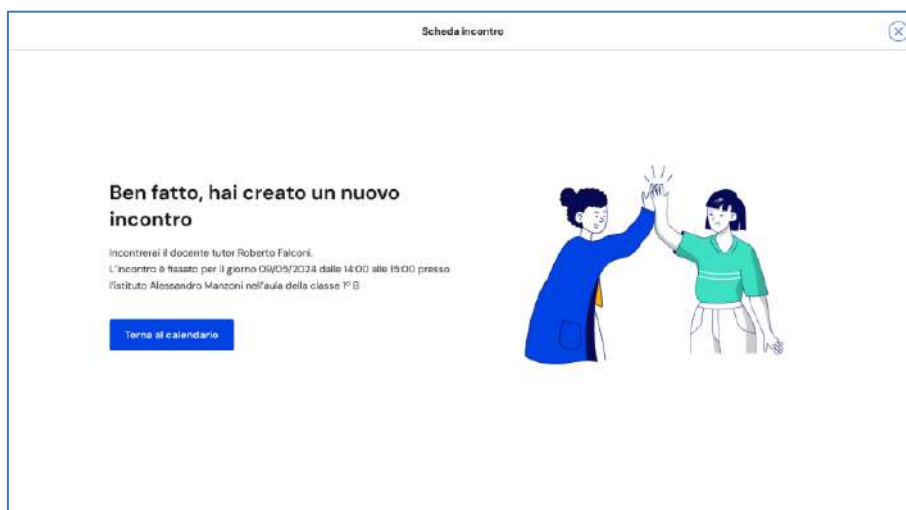 Scheda incontro
Ben fatto, hai creato un nuovo
incontro
Incontrerai il docente tutor Roberto Falconi.
L'incontro è fissato per il giorno 09/05/2024 dalle 14:00 alle 15:00 presso
l'istituto Alessandro Manzoni nell'aula della classe 1º B
Torna al calendario